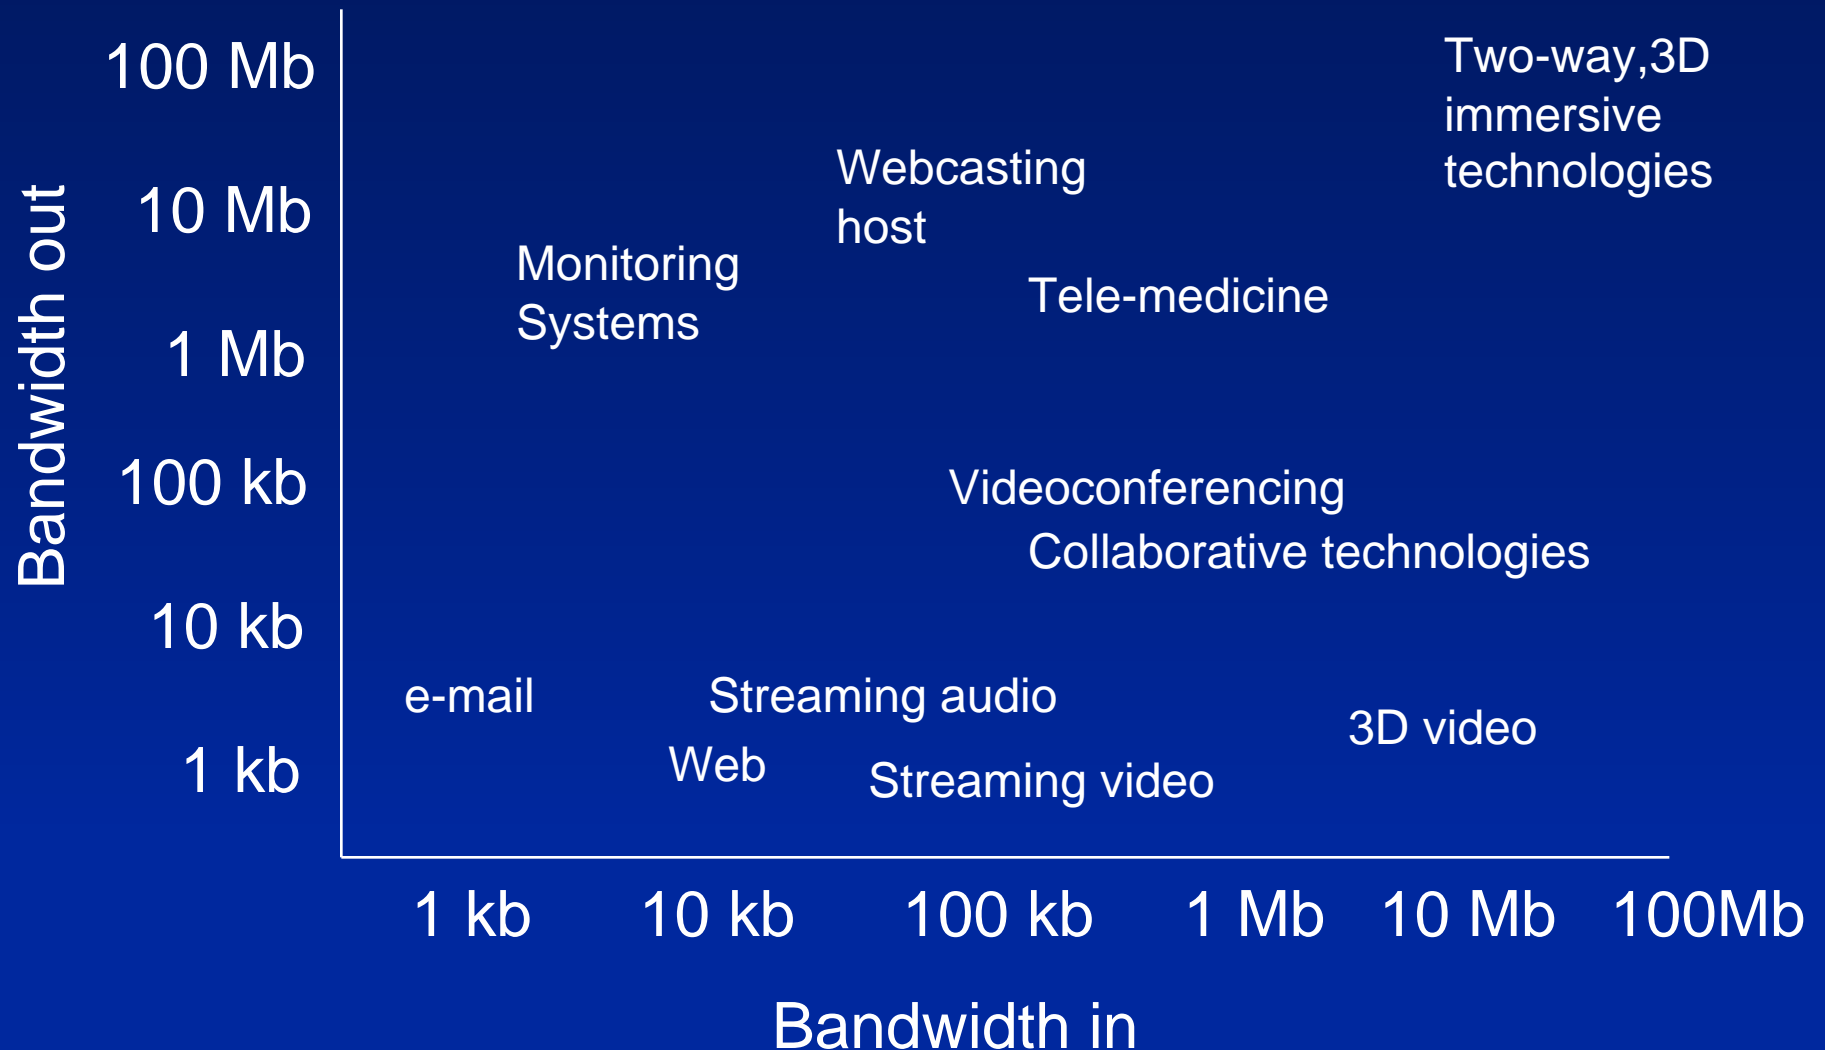 100 Mb
10 Mb
1 Mb
100 kb
10 kb
1 kb
Bandwidth out
Two-way,3D
immersive
technologies
Webcasting
host
Monitoring
Systems
Tele-medicine
Videoconferencing
Collaborative technologies
e-mail
Streaming audio
3D video
Web
Streaming video
1 kb
10 kb
100 kb
1 Mb
10 Mb
100Mb
Bandwidth in